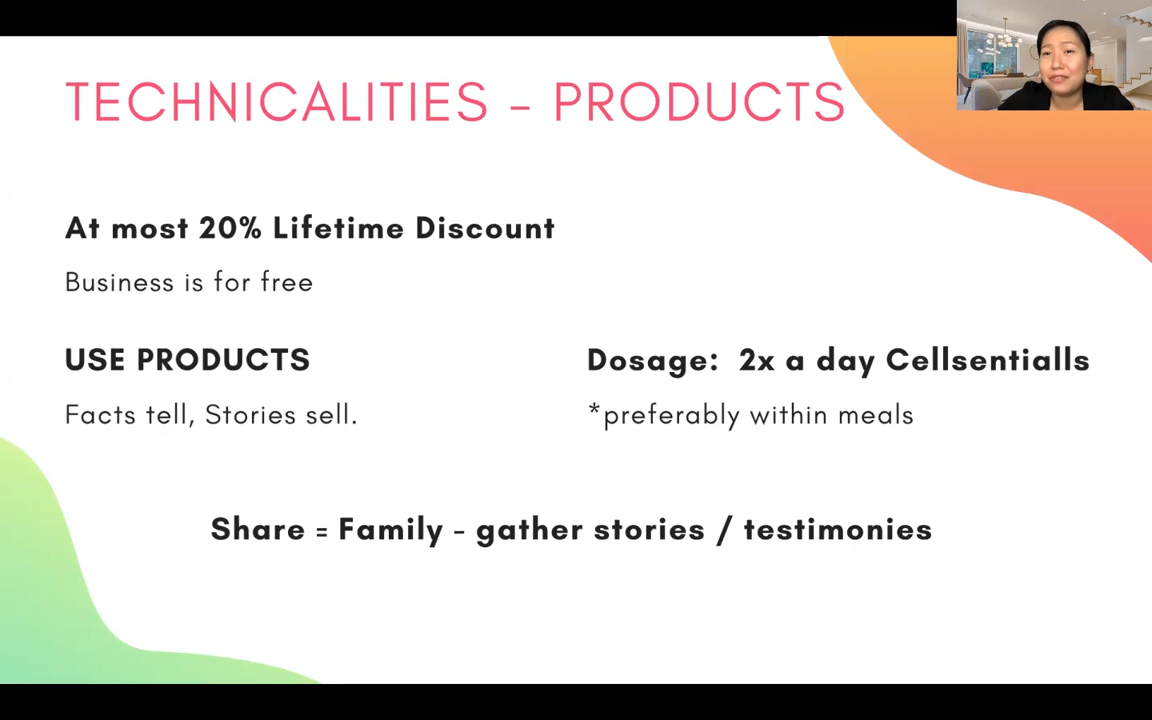 TECHNICALITIES - PRODUCTS
At most 20% Lifetime Discount
Business is for free
USE PRODUCTS
Facts tell, Stories sell.
Dosage: 2x a day Cellsentialls
*preferably within meals
Share = Family - gather stories / testimonies